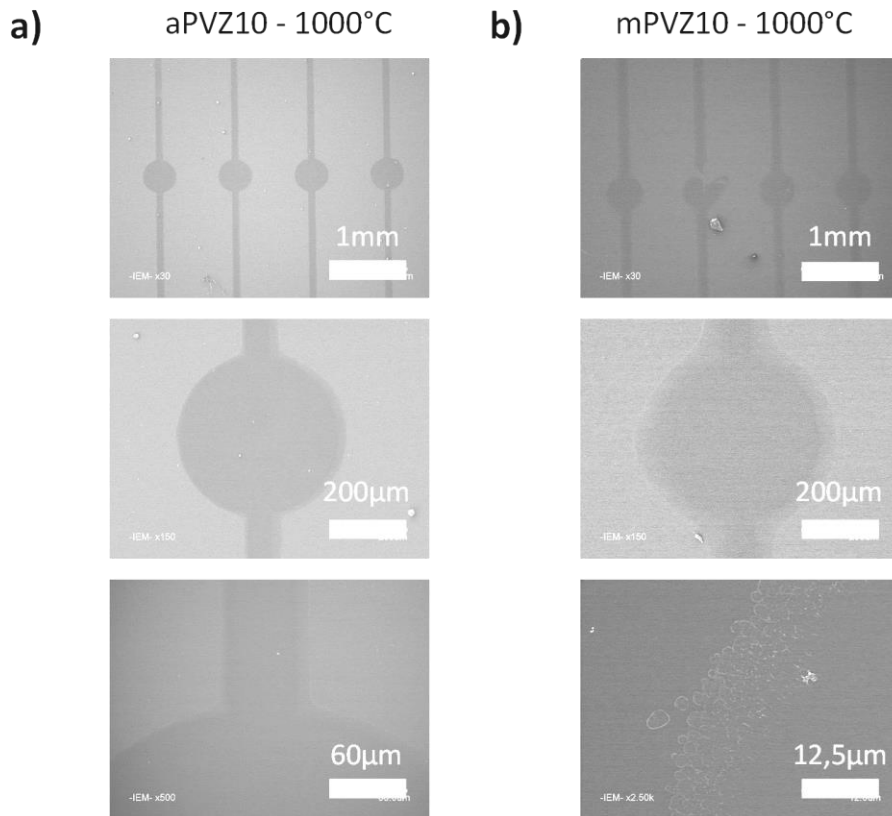 a)
aPVZ10 - 1000°C
b)
mPVZ10 - 1000°C
1mm
-IEM- x30
1mm
-IEM- x30
200µm
-IEM- x150
200µm
-IEM- x150
60µm
-IEM- x500
12,5µm
-IEM- x2.50k